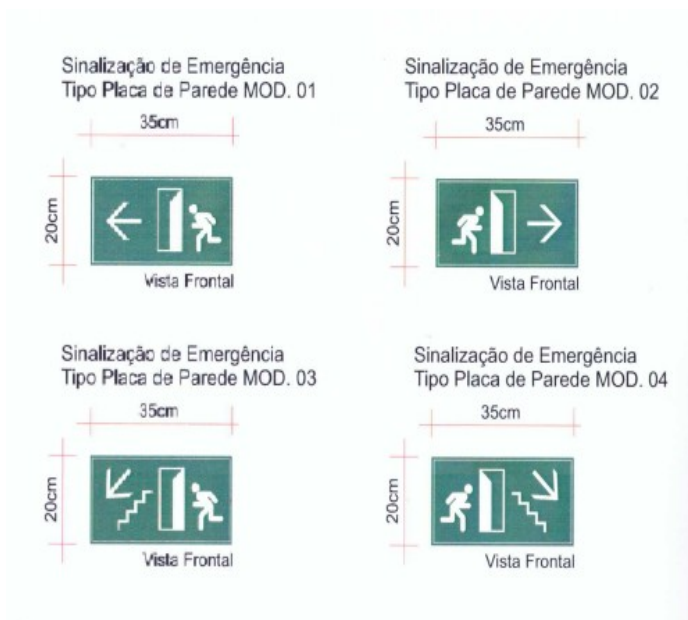 Sinalização de Emergência
Tipo Placa de Parede MOD. 01
35cm
20cm
Vista Frontal
Sinalização de Emergência
Tipo Placa de Parede MOD. 02
35cm
20cm
Vista Frontal
Sinalização de Emergência
Tipo Placa de Parede MOD. 03
35cm
20cm
Vista Frontal
Sinalização de Emergência
Tipo Placa de Parede MOD. 04
35cm
20cm
Vista Frontal